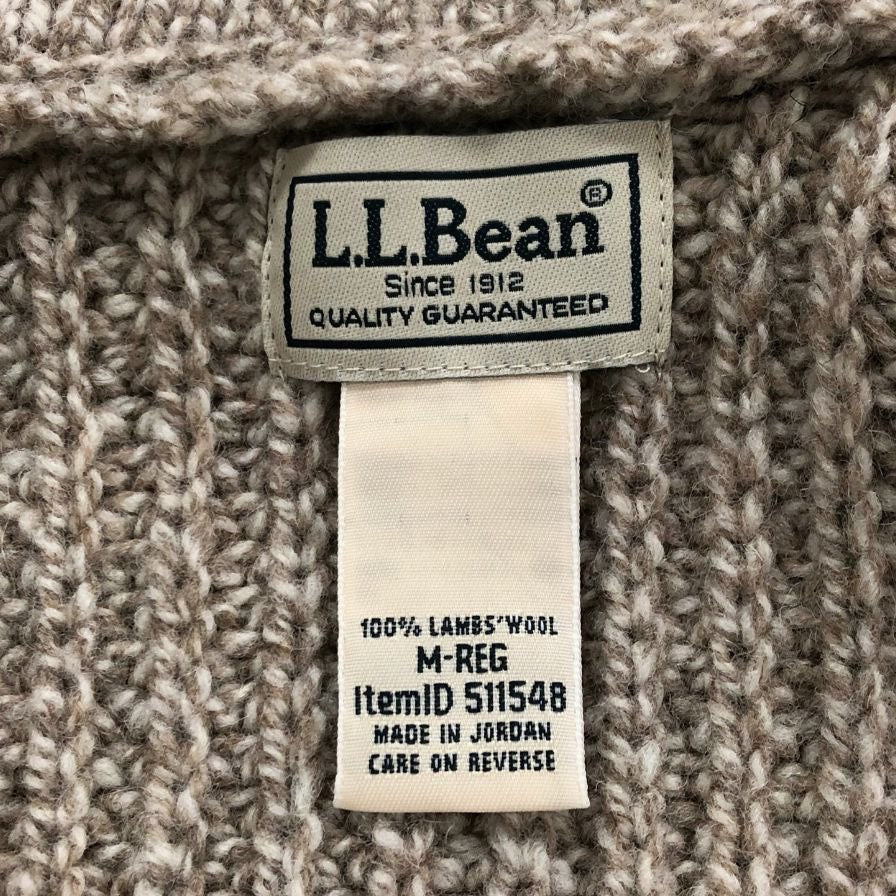 L.L.Bean®
Since 1912
QUALITY GUARANTEED
100% LAMBS' WOOL
M-REG
ItemID 511548
MADE IN JORDAN
CARE ON REVERSE